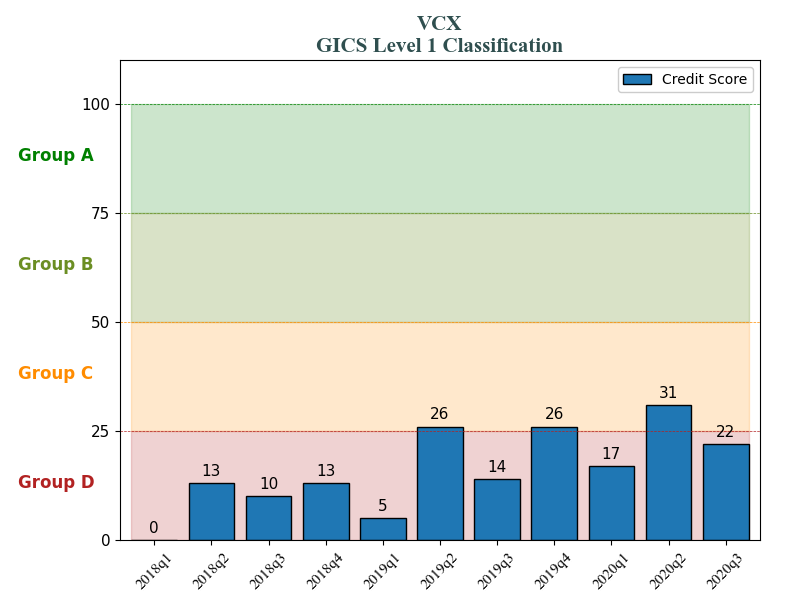 VCX
GICS Level 1 Classification
Credit Score
100
Group A
75
Group B
50
Group C
31
26
26
25
22
17
14
13
13
10
Group D
5
0
0
2018q1
2018q2
2018q3
2018q4
2019q1
2019q2
2019q3
2019q4
2020q1
2020q2
2020q3